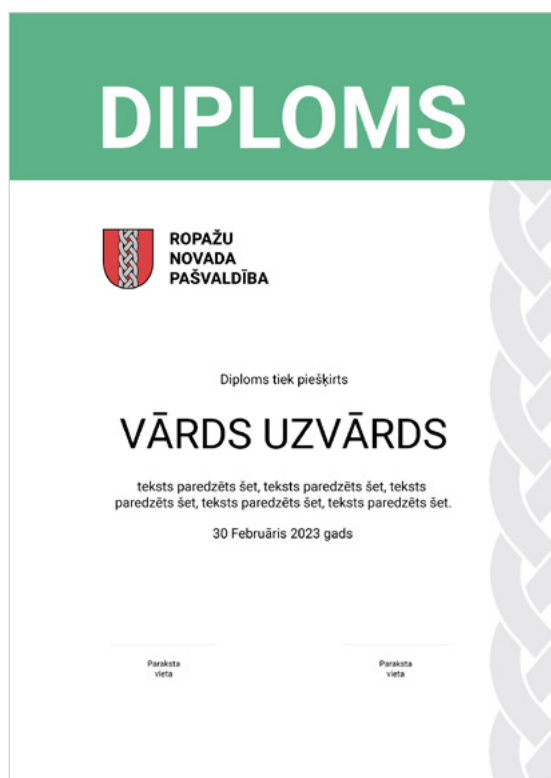 DIPLOMS
ROPAŽU
NOVADA
PAŠVALDĪBA
Diploms tiek piešķirts
VĀRDS UZVĀRDS
teksts paredzēts šet, teksts paredzēts šet, teksts
paredzēts šet, teksts paredzēts šet, teksts paredzēts šet.
30 Februāris 2023 gads
Paraksta
vieta
Paraksta
vieta